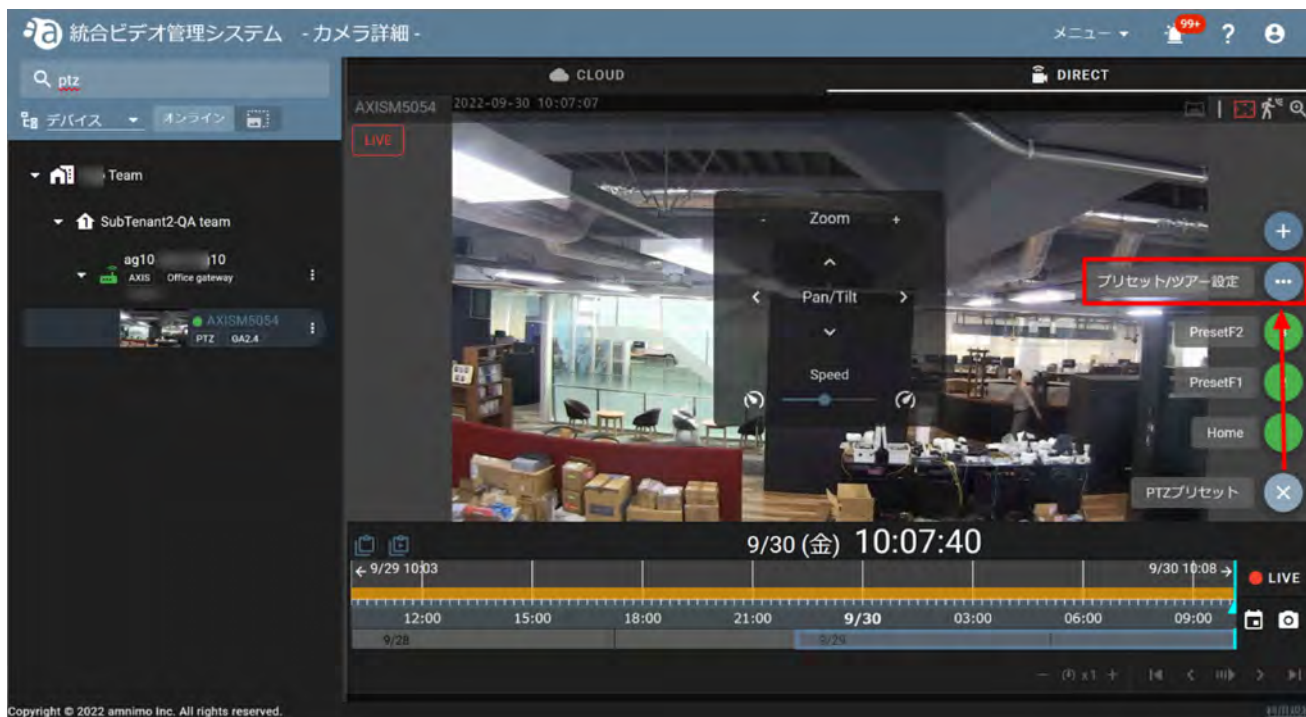 統合ビデオ管理システム - カメラ詳細 -
メニュー
99+
?
ptz
デバイス
オンライン
Team
SubTenant2-QA team
ag10 10
AXIS Office gateway
AXISM5054
PTZ GA2.4
CLOUD
DIRECT
AXISM5054 2022-09-30 10:07:07
LIVE
- Zoom +
Pan/Tilt
Speed
プリセット/ツアー設定
PresetF2
PresetF1
Home
PTZプリセット
9/30 (金) 10:07:40
9/29 10:03
9/30 10:08
LIVE
12:00 15:00 18:00 21:00 9/30 03:00 06:00 09:00
9/28 9/29
- x1 +
Copyright © 2022 amnimo Inc. All rights reserved.